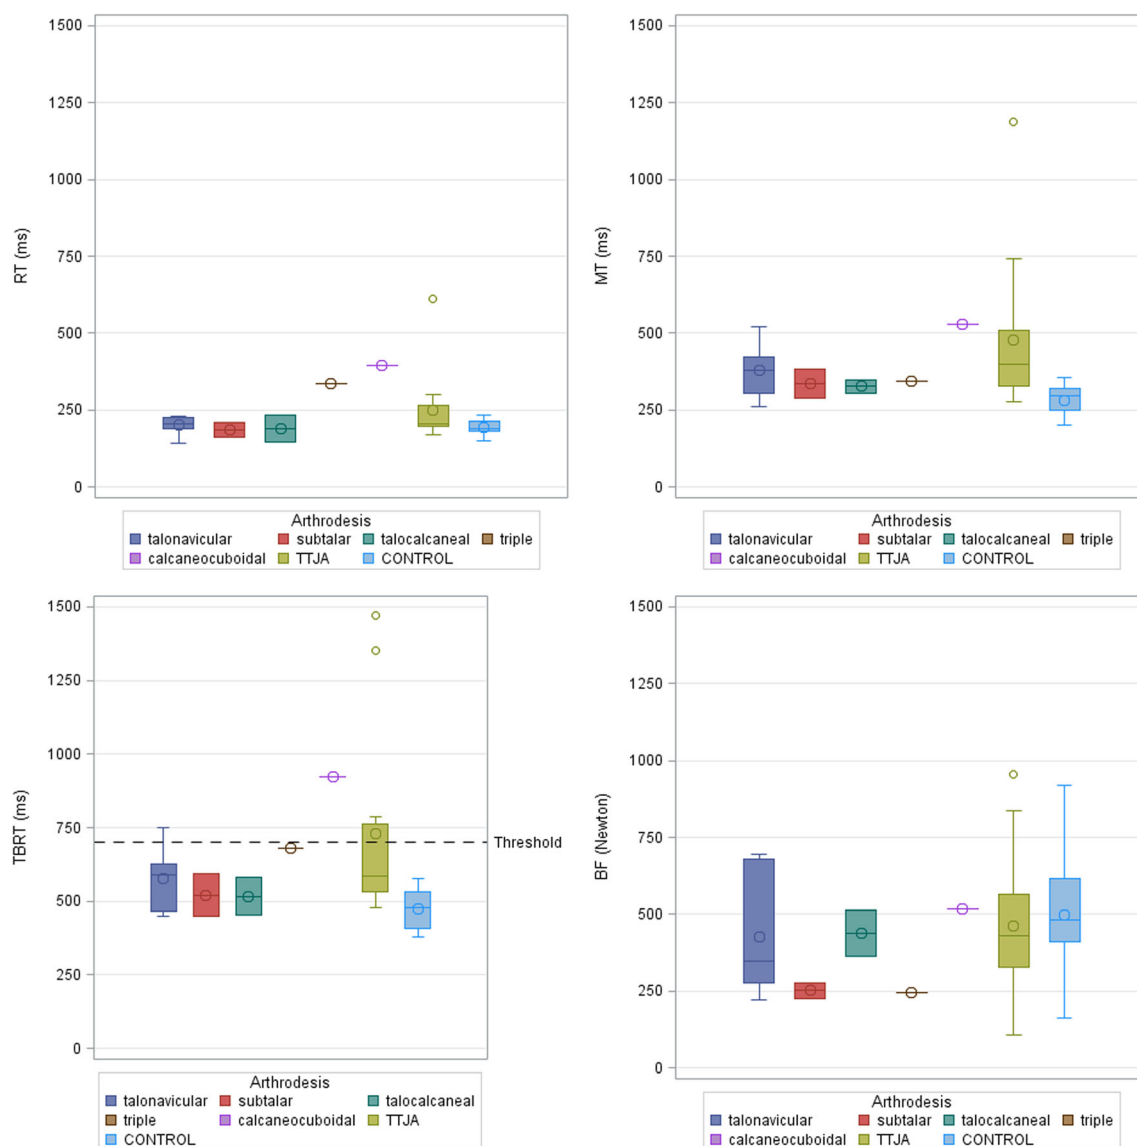 1500
1250
1000
750
500
250
0
RT (ms)
Arthrodesis
talonavicular subtalar talocalcaneal triple
calcaneocuboidal TTJA CONTROL
1500
1250
1000
750
500
250
0
MT (ms)
Arthrodesis
talonavicular subtalar talocalcaneal triple
calcaneocuboidal TTJA CONTROL
1500
1250
1000
750
500
250
0
TBRT (ms)
Threshold
Arthrodesis
talonavicular subtalar talocalcaneal
triple calcaneocuboidal TTJA
CONTROL
1500
1250
1000
750
500
250
0
BF (Newton)
Arthrodesis
talonavicular subtalar talocalcaneal triple
calcaneocuboidal TTJA CONTROL